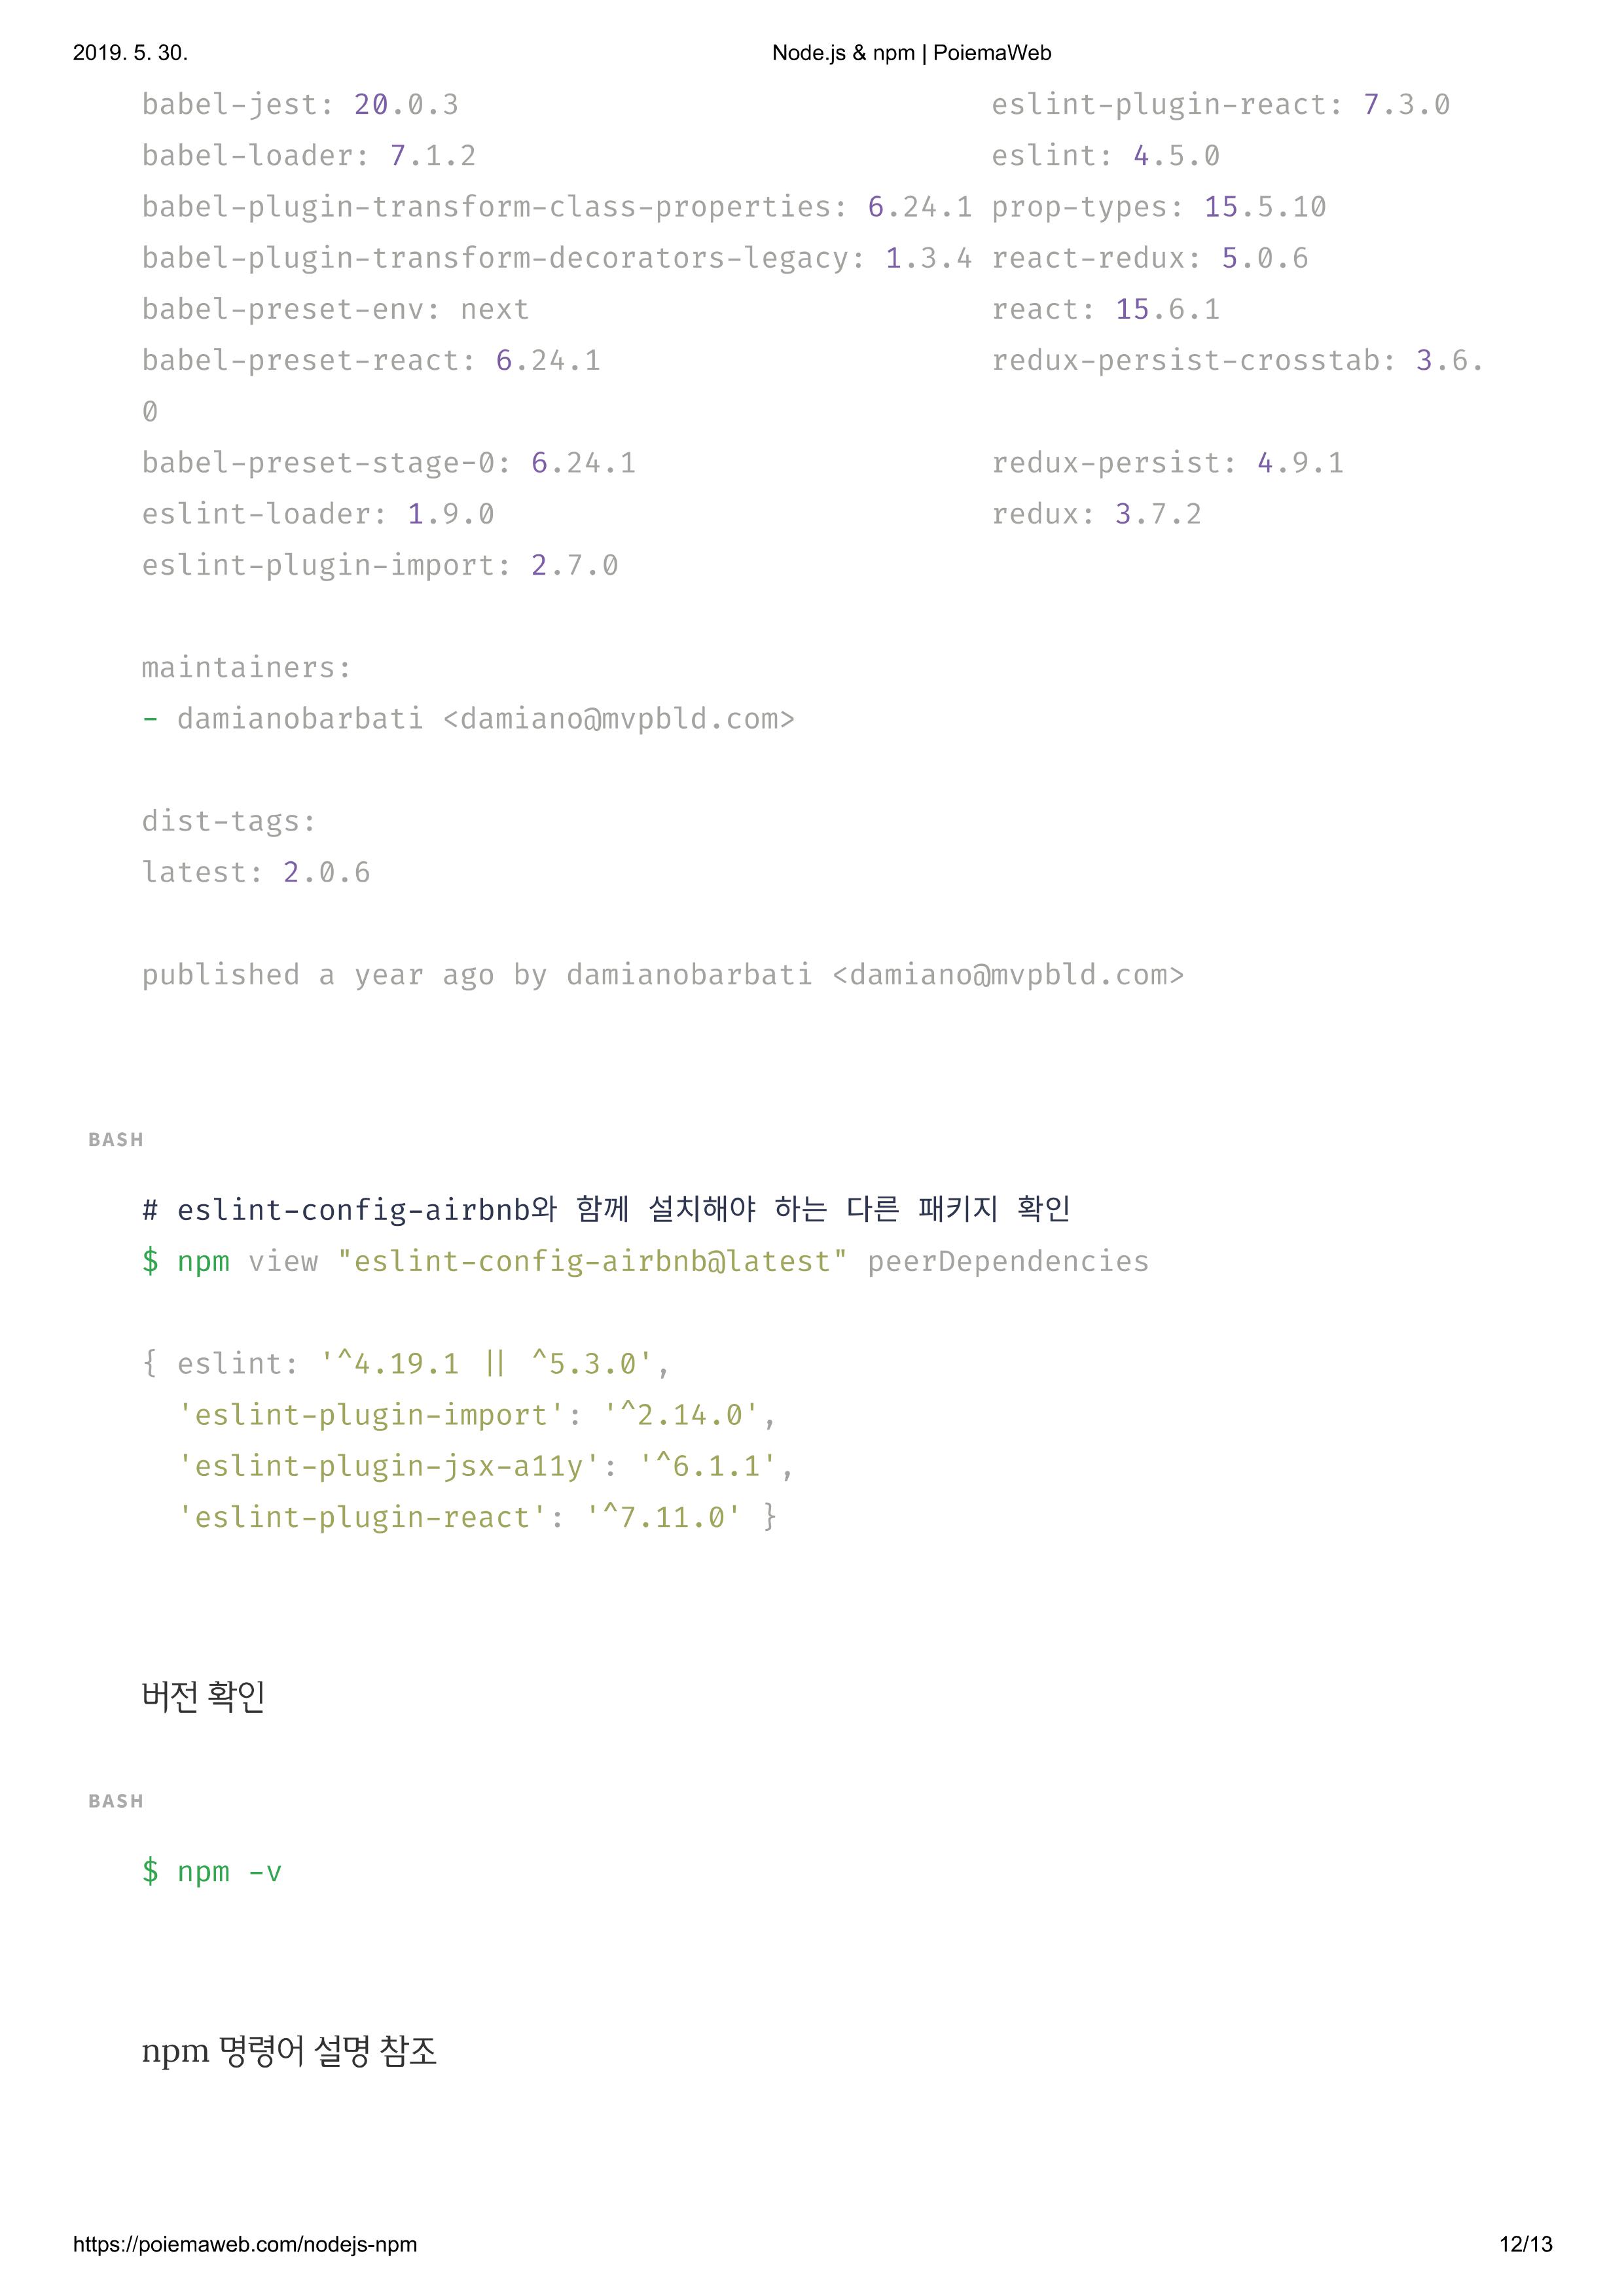 2019. 5. 30.
Node.js & npm | PoiemaWeb
babel-jest: 20.0.3 eslint-plugin-react: 7.3.0
babel-loader: 7.1.2 eslint: 4.5.0
babel-plugin-transform-class-properties: 6.24.1 prop-types: 15.5.10
babel-plugin-transform-decorators-legacy: 1.3.4 react-redux: 5.0.6
babel-preset-env: next react: 15.6.1
babel-preset-react: 6.24.1 redux-persist-crosstab: 3.6.
0
babel-preset-stage-0: 6.24.1 redux-persist: 4.9.1
eslint-loader: 1.9.0 redux: 3.7.2
eslint-plugin-import: 2.7.0
maintainers:
- damianobarbati <damiano@mvpbld.com>
dist-tags:
latest: 2.0.6
published a year ago by damianobarbati <damiano@mvpbld.com>
BASH
# eslint-config-airbnb와 함께 설치해야 하는 다른 패키지 확인
$ npm view "eslint-config-airbnb@latest" peerDependencies
{ eslint: '^4.19.1 || ^5.3.0',
'eslint-plugin-import': '^2.14.0',
'eslint-plugin-jsx-a11y': '^6.1.1',
'eslint-plugin-react': '^7.11.0' }
버전 확인
BASH
$ npm -v
npm 명령어 설명 참조
https://poiemaweb.com/nodejs-npm
12/13